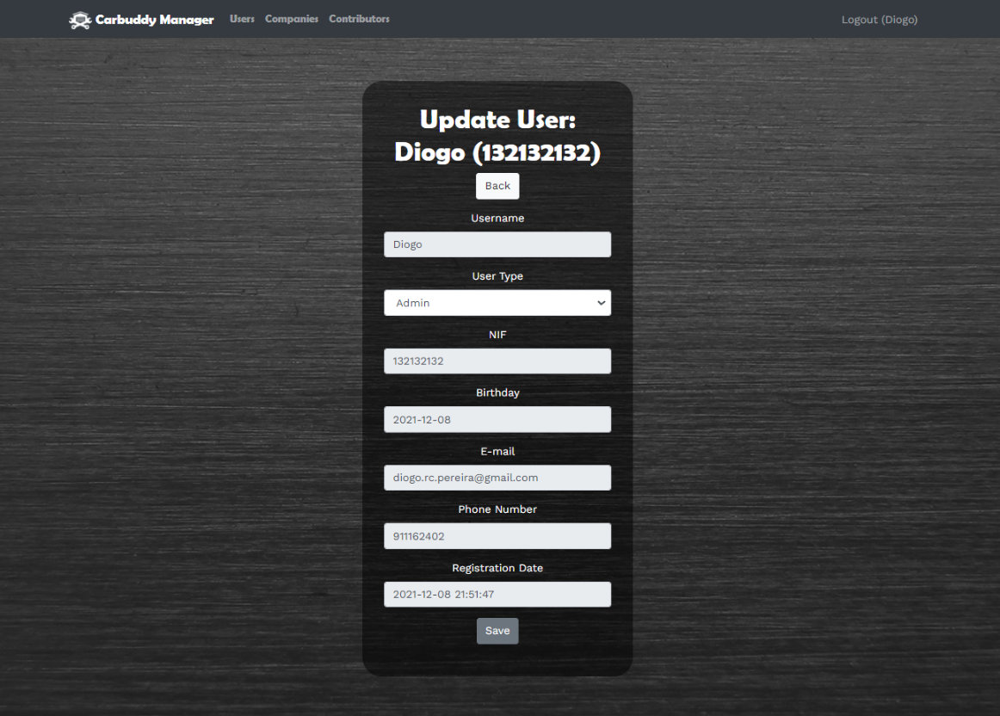 Carbuddy Manager Users Companies Contributors Logout (Diogo)
Update User:
Diogo (132132132)
Back
Username
Diogo
User Type
Admin
NIF
132132132
Birthday
2021-12-08
E-mail
diogo.rc.pereira@gmail.com
Phone Number
911162402
Registration Date
2021-12-08 21:51:47
Save